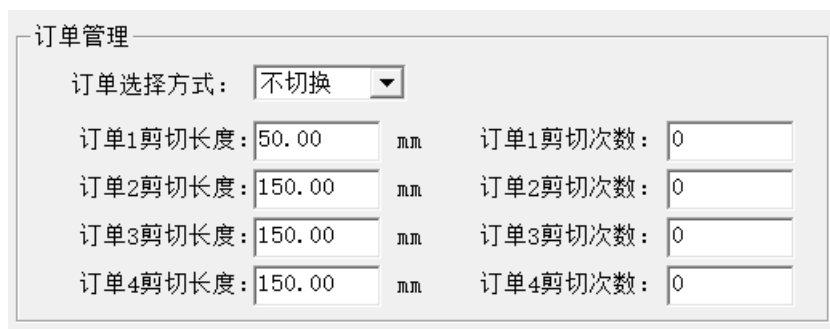 订单管理
订单选择方式： 不切换
订单1剪切长度：50.00 mm 订单1剪切次数：0
订单2剪切长度：150.00 mm 订单2剪切次数：0
订单3剪切长度：150.00 mm 订单3剪切次数：0
订单4剪切长度：150.00 mm 订单4剪切次数：0